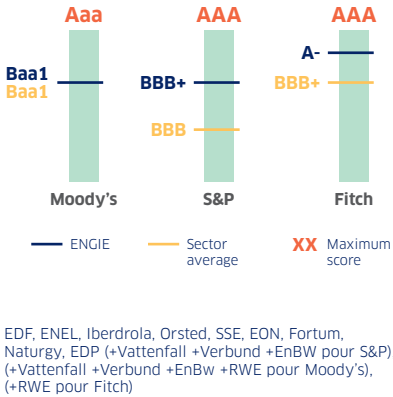 Aaa AAA AAA
A-
Baa1 BBB+ BBB+
Baa1
BBB
Moody's S&P Fitch
ENGIE Sector average XX Maximum score
EDF, ENEL, Iberdrola, Orsted, SSE, EON, Fortum,
Naturgy, EDP (+Vattenfall +Verbund +EnBW pour S&P)
(+Vattenfall +Verbund +EnBw +RWE pour Moody's),
(+RWE pour Fitch)